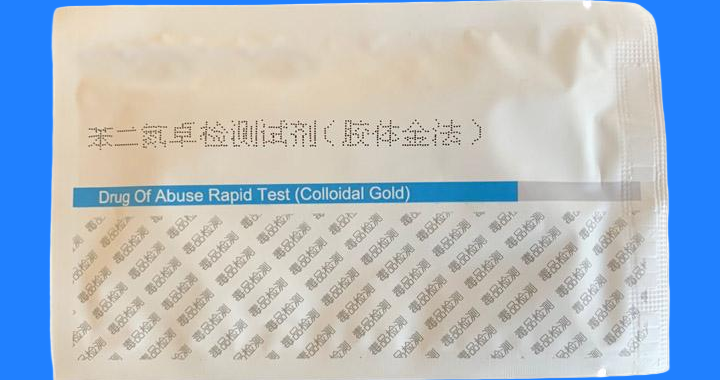 苯二氮卓检测试剂（胶体金法）
Drug Of Abuse Rapid Test (Colloidal Gold)
毒品检测